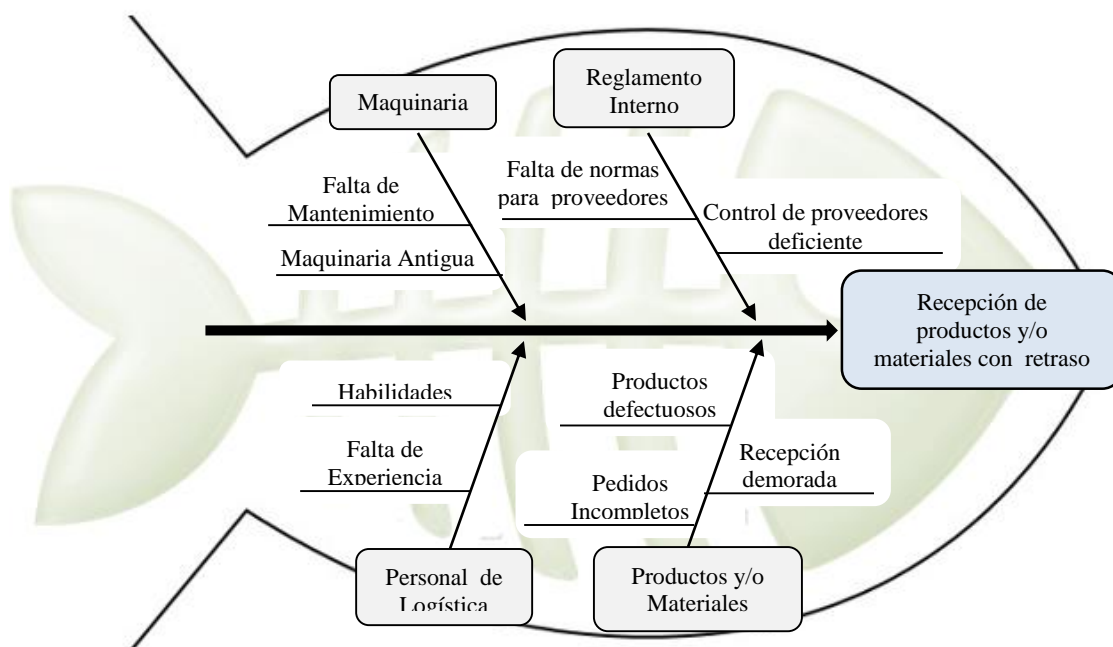 Maquinaria
Reglamento
Interno
Falta de
Mantenimiento
Maquinaria Antigua
Falta de normas
para proveedores
Control de proveedores
deficiente
Recepción de
productos y/o
materiales con retraso
Habilidades
Falta de
Experiencia
Productos
defectuosos
Pedidos
Incompletos
Recepción
demorada
Personal de
Logística
Productos y/o
Materiales